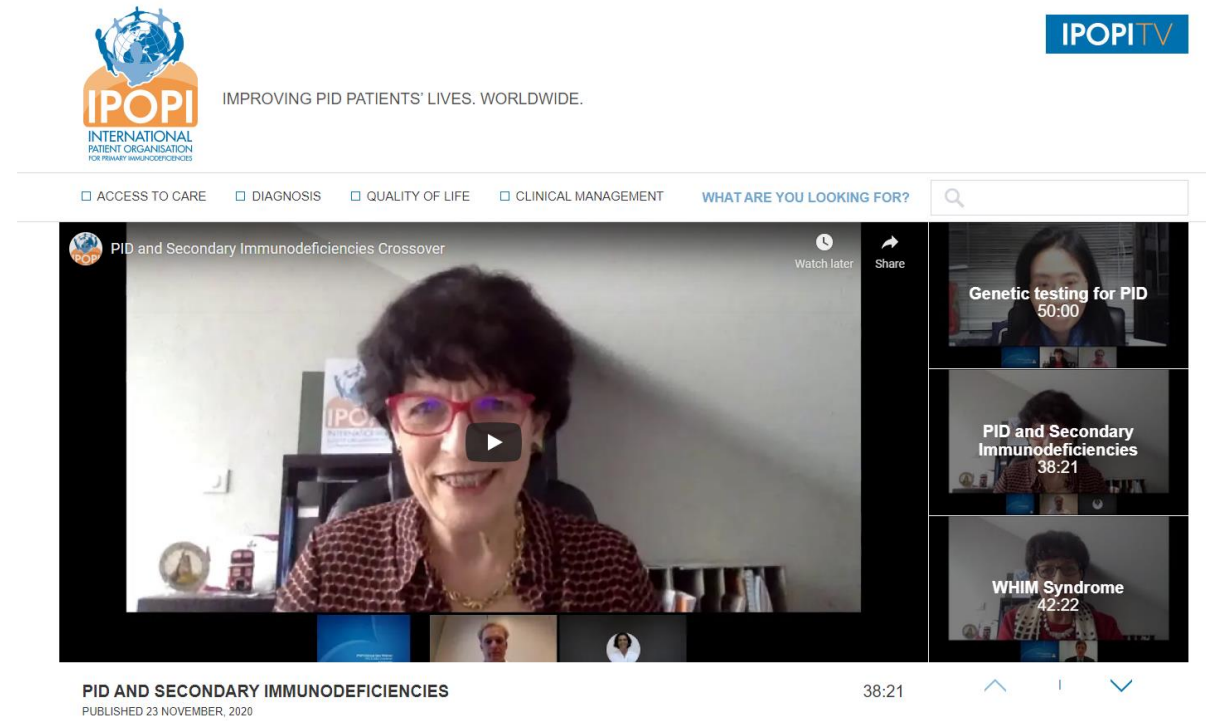 IPOPI
INTERNATIONAL
PATIENT ORGANISATION
FOR PRIMARY IMMUNODEFICIENCIES
IMPROVING PID PATIENTS' LIVES. WORLDWIDE.
IPOPITV
ACCESS TO CARE
DIAGNOSIS
QUALITY OF LIFE
CLINICAL MANAGEMENT
WHAT ARE YOU LOOKING FOR?
PID and Secondary Immunodeficiencies Crossover
Watch later
Share
Genetic testing for PID
50:00
PID and Secondary
Immunodeficiencies
38:21
WHIM Syndrome
42:22
PID AND SECONDARY IMMUNODEFICIENCIES
38:21
PUBLISHED 23 NOVEMBER, 2020